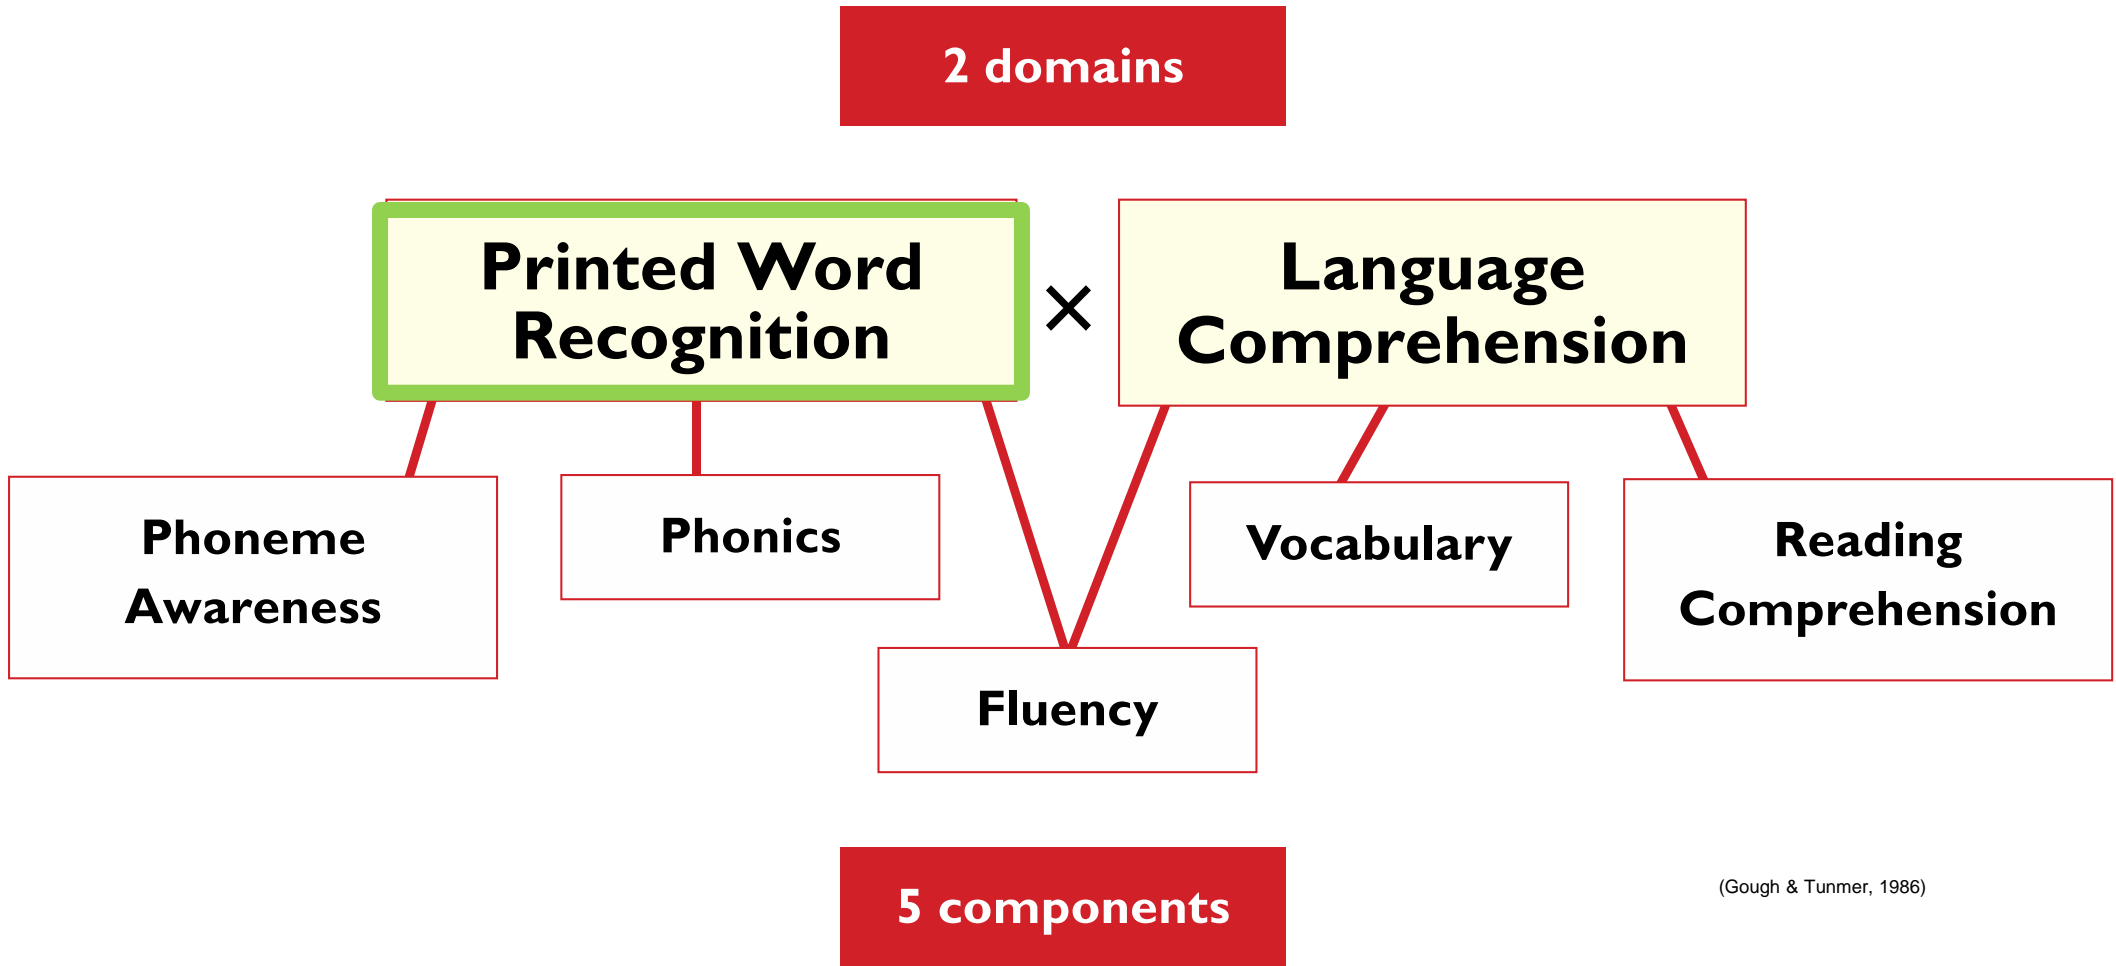 2 domains
Printed Word
Recognition
×
Language
Comprehension
Phoneme
Awareness
Phonics
Fluency
Vocabulary
Reading
Comprehension
5 components
(Gough & Tunmer, 1986)